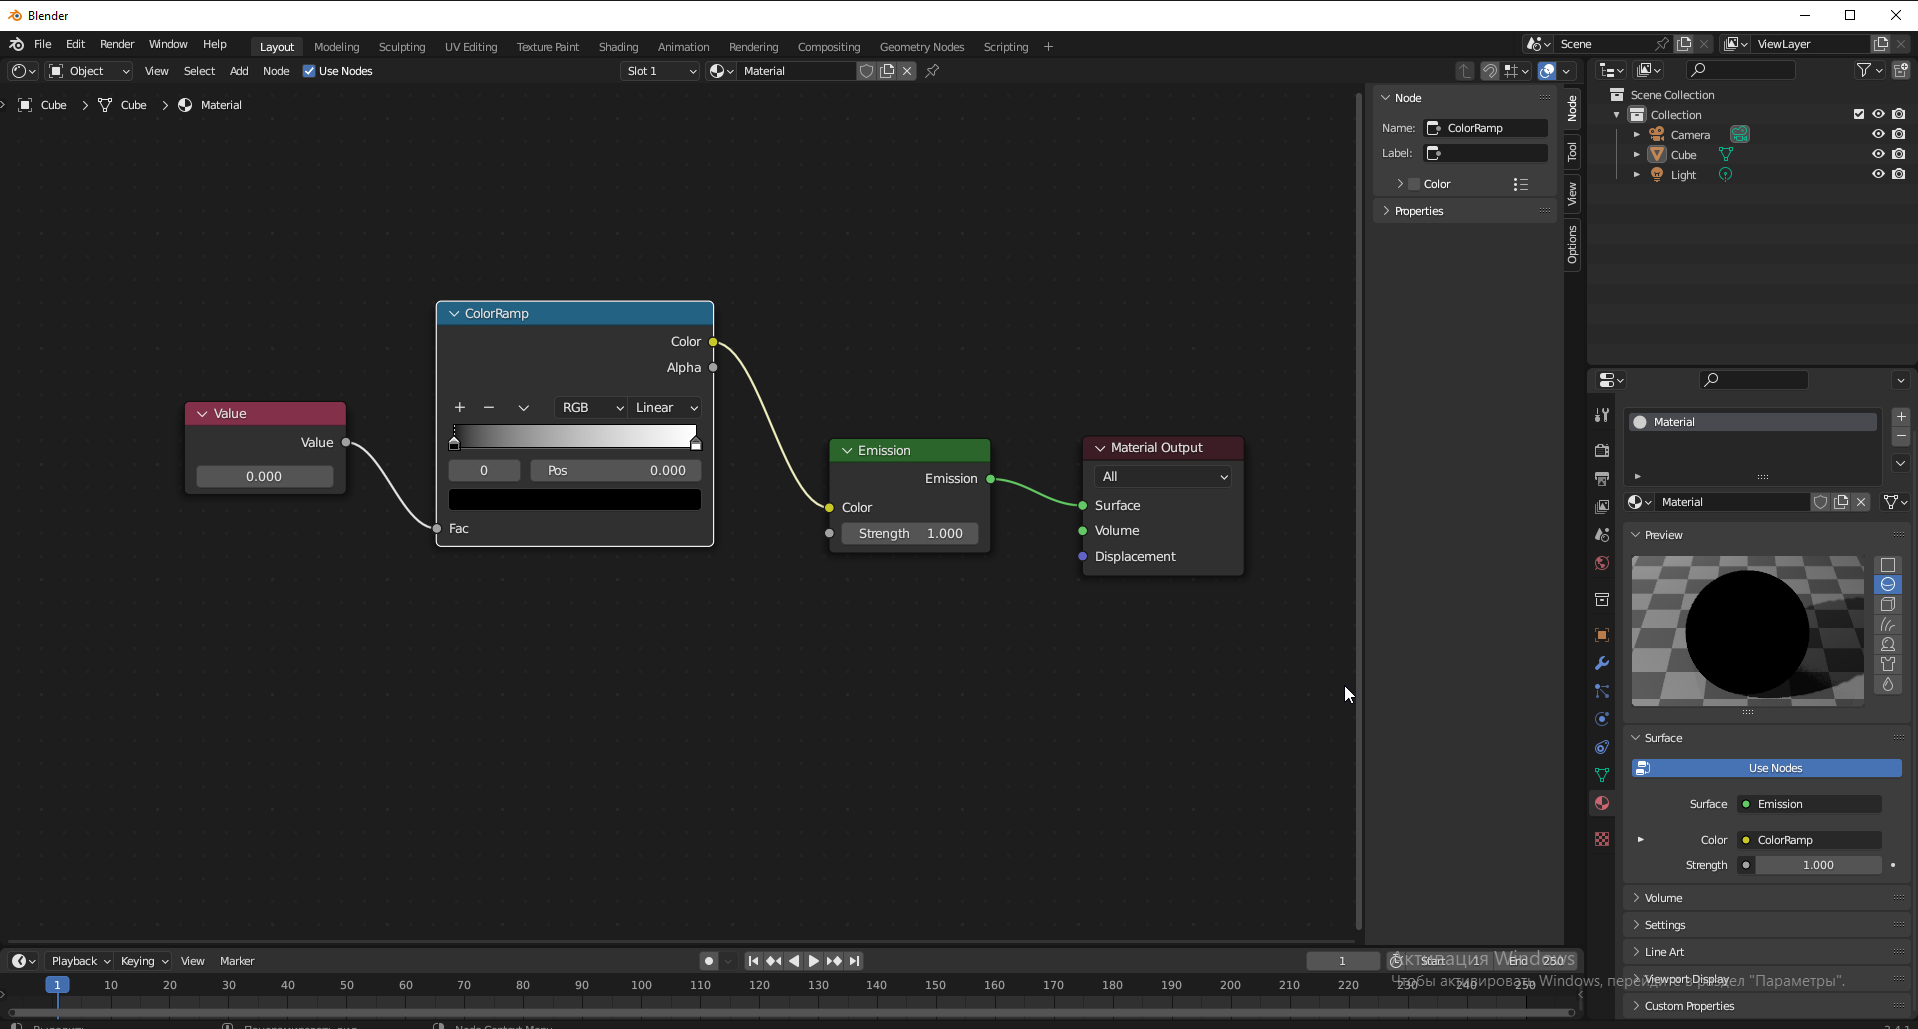 Blender
File Edit Render Window Help Layout Modeling Sculpting UV Editing Texture Paint Shading Animation Rendering Compositing Geometry Nodes Scripting + Scene ViewLayer
Object View Select Add Node Use Nodes Slot 1 Material
Cube > Cube > Material
Node
Name: ColorRamp
Label:
Color
Properties
Node
Tool
View
Options
Scene Collection
Collection
Camera
Cube
Light
Value
Value
0.000
ColorRamp
Color
Alpha
RGB Linear
0 Pos 0.000
Fac
Emission
Emission
Color
Strength 1.000
Material Output
All
Surface
Volume
Displacement
Material
Material
Preview
Surface
Use Nodes
Surface Emission
Color ColorRamp
Strength 1.000
Volume
Settings
Line Art
Viewport Display
Custom Properties
Playback Keying View Marker 1 Start 1 End 250
1 10 20 30 40 50 60 70 80 90 100 110 120 130 140 150 160 170 180 190 200 210 220 230 240 250
Активация Windows
Чтобы активировать Windows, перейдите в раздел "Параметры".